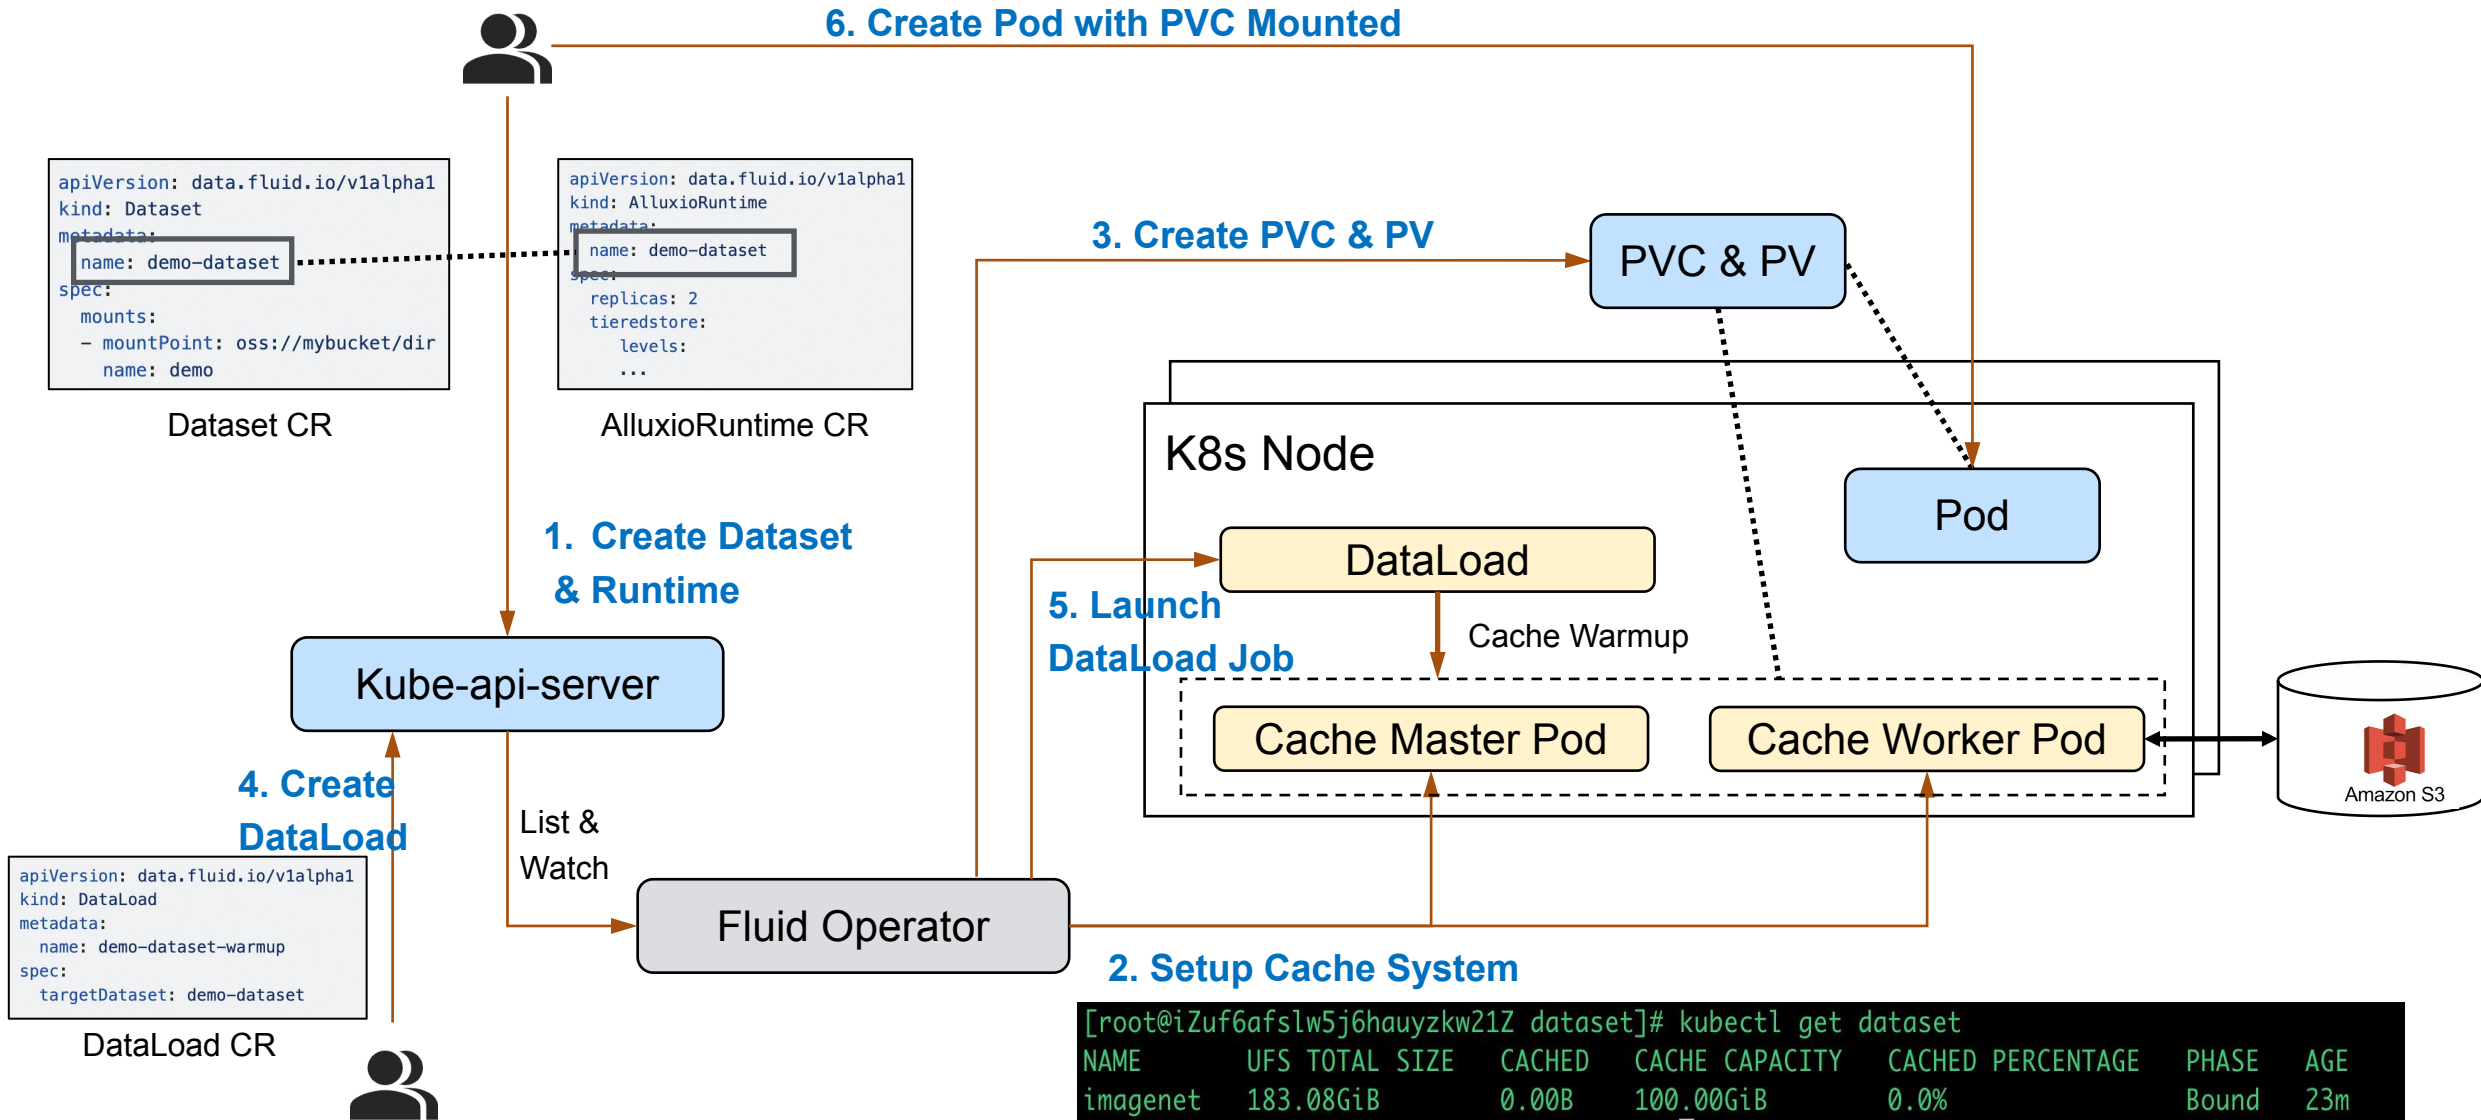 6. Create Pod with PVC Mounted
apiVersion: data.fluid.io/v1alpha1
kind: Dataset
metadata:
name: demo-dataset
spec:
mounts:
- mountPoint: oss://mybucket/dir
name: demo
Dataset CR
apiVersion: data.fluid.io/v1alpha1
kind: AlluxioRuntime
metadata:
name: demo-dataset
spec:
replicas: 2
tieredstore:
levels:
...
AlluxioRuntime CR
3. Create PVC & PV
PVC & PV
K8s Node
Pod
1. Create Dataset
& Runtime
DataLoad
5. Launch
DataLoad Job
Cache Warmup
Kube-api-server
Cache Master Pod
Cache Worker Pod
Amazon S3
4. Create
DataLoad
List &
Watch
apiVersion: data.fluid.io/v1alpha1
kind: DataLoad
metadata:
name: demo-dataset-warmup
spec:
targetDataset: demo-dataset
DataLoad CR
Fluid Operator
2. Setup Cache System
[root@iZuf6afslw5j6hauyzkw21Z dataset]# kubectl get dataset
NAME UFS TOTAL SIZE CACHED CACHE CAPACITY CACHED PERCENTAGE PHASE AGE
imagenet 183.08GiB 0.00B 100.00GiB 0.0% Bound 23m